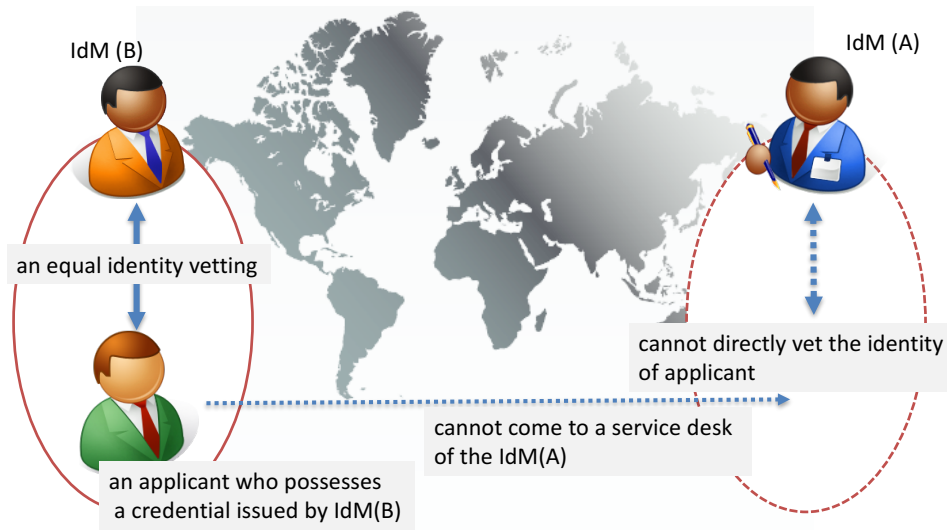 IdM (B)
IdM (A)
an equal identity vetting
cannot directly vet the identity
of applicant
cannot come to a service desk
of the IdM(A)
an applicant who possesses
a credential issued by IdM(B)